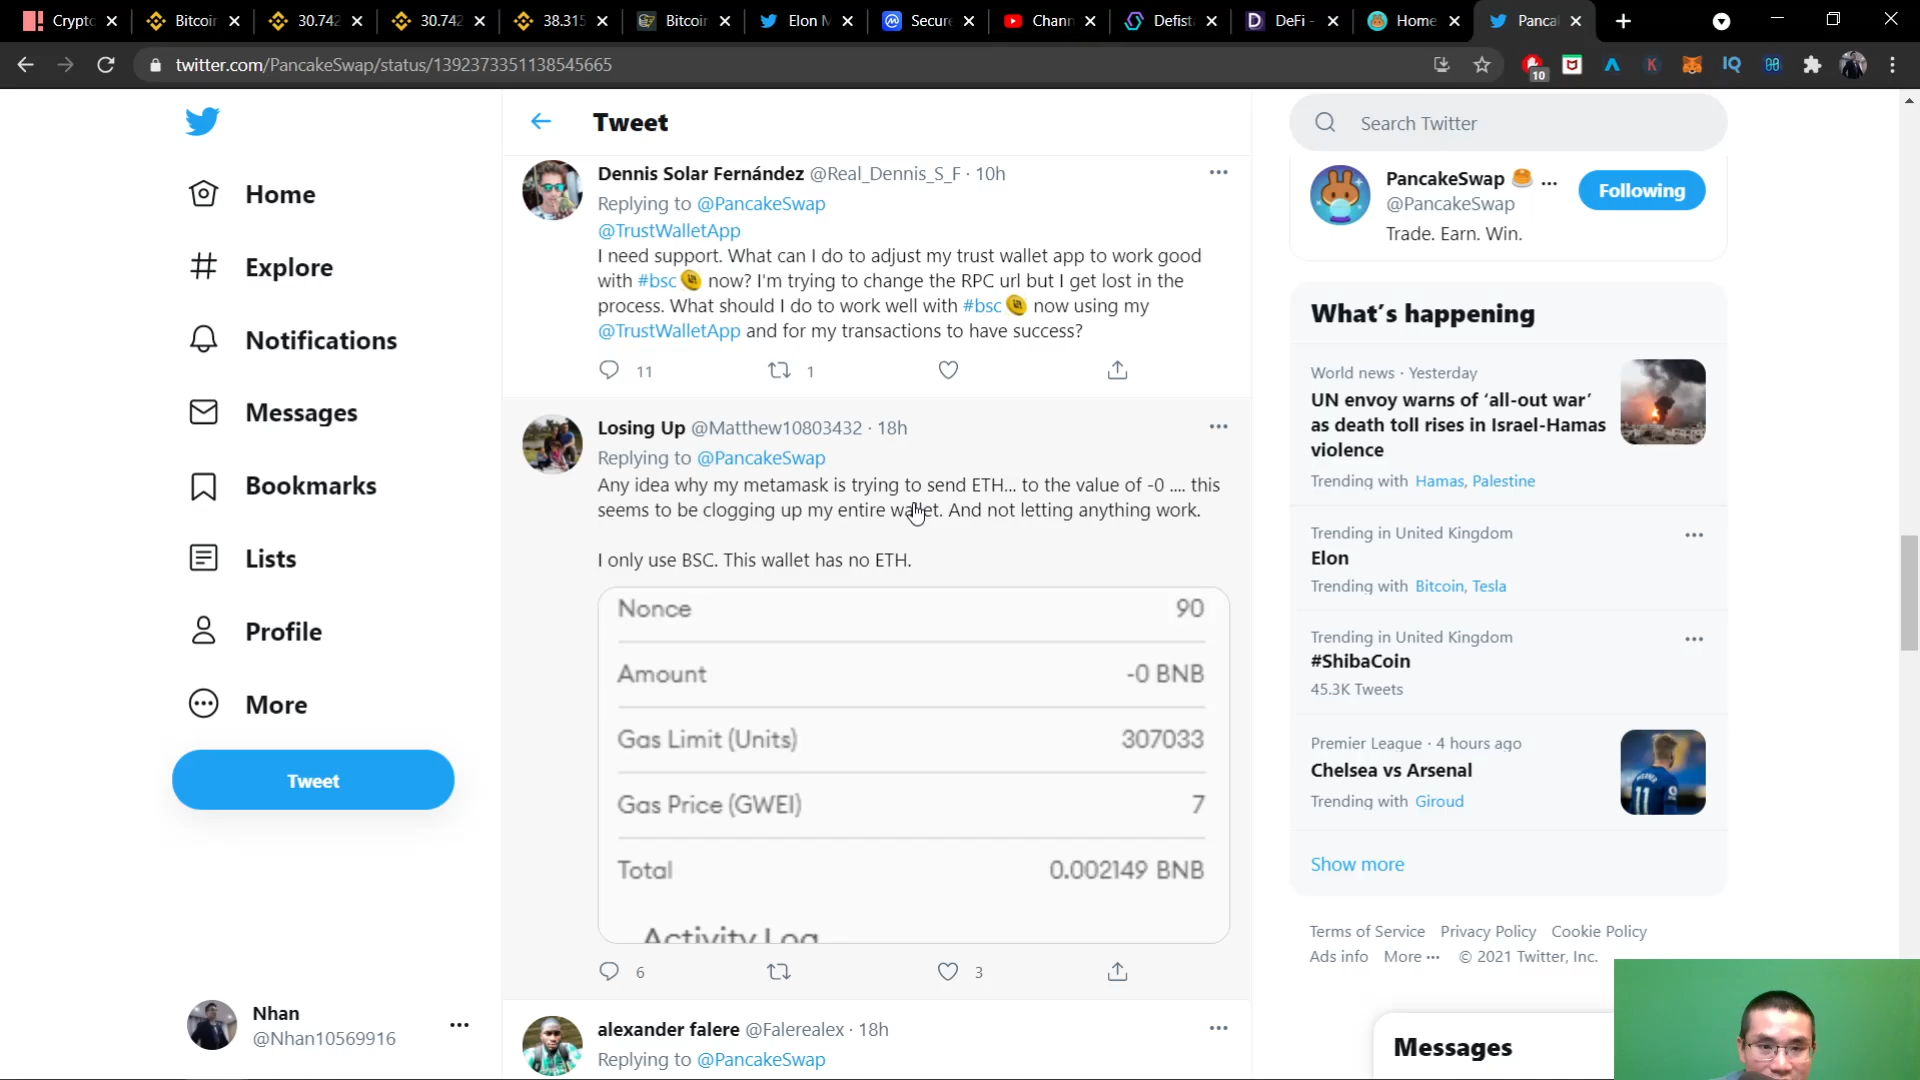 Crypto
Bitcoin
30.742
30.742
38.315
Bitcoin
Elon M
Secure
Chann
Defista
DeFi -
Home
Panca
twitter.com/PancakeSwap/status/1392373351138545665
10
IQ
Home
Explore
Notifications
Messages
Bookmarks
Lists
Profile
More
Tweet
Nhan
@Nhan10569916
Tweet
Dennis Solar Fernández @Real_Dennis_S_F · 10h
Replying to @PancakeSwap
@TrustWalletApp
I need support. What can I do to adjust my trust wallet app to work good
with #bsc now? I'm trying to change the RPC url but I get lost in the
process. What should I do to work well with #bsc now using my
@TrustWalletApp and for my transactions to have success?
11 1
Losing Up @Matthew10803432 · 18h
Replying to @PancakeSwap
Any idea why my metamask is trying to send ETH... to the value of -0 .... this
seems to be clogging up my entire wallet. And not letting anything work.
I only use BSC. This wallet has no ETH.
Nonce 90
Amount -0 BNB
Gas Limit (Units) 307033
Gas Price (GWEI) 7
Total 0.002149 BNB
Activity Log
6 3
alexander falere @Falerealex · 18h
Replying to @PancakeSwap
Search Twitter
PancakeSwap ...
@PancakeSwap
Following
Trade. Earn. Win.
What's happening
World news · Yesterday
UN envoy warns of 'all-out war'
as death toll rises in Israel-Hamas
violence
Trending with Hamas, Palestine
Trending in United Kingdom
Elon
Trending with Bitcoin, Tesla
Trending in United Kingdom
#ShibaCoin
45.3K Tweets
Premier League · 4 hours ago
Chelsea vs Arsenal
Trending with Giroud
Show more
Terms of Service Privacy Policy Cookie Policy
Ads info More ··· © 2021 Twitter, Inc.
Messages